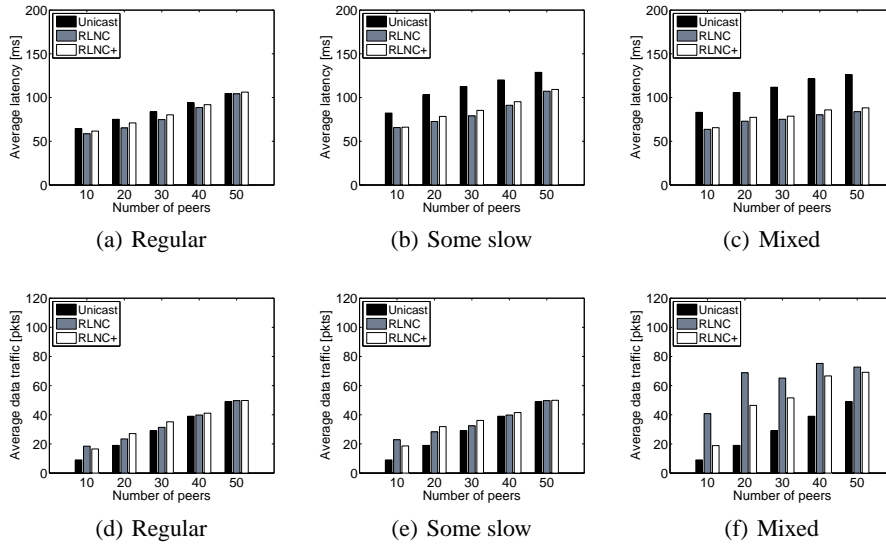 200
150
100
50
0
Average latency [ms]
Unicast
RLNC
RLNC+
10 20 30 40 50
Number of peers
(a) Regular
200
150
100
50
0
Average latency [ms]
Unicast
RLNC
RLNC+
10 20 30 40 50
Number of peers
(b) Some slow
200
150
100
50
0
Average latency [ms]
Unicast
RLNC
RLNC+
10 20 30 40 50
Number of peers
(c) Mixed
120
100
80
60
40
20
0
Average data traffic [pkts]
Unicast
RLNC
RLNC+
10 20 30 40 50
Number of peers
(d) Regular
120
100
80
60
40
20
0
Average data traffic [pkts]
Unicast
RLNC
RLNC+
10 20 30 40 50
Number of peers
(e) Some slow
120
100
80
60
40
20
0
Average data traffic [pkts]
Unicast
RLNC
RLNC+
10 20 30 40 50
Number of peers
(f) Mixed